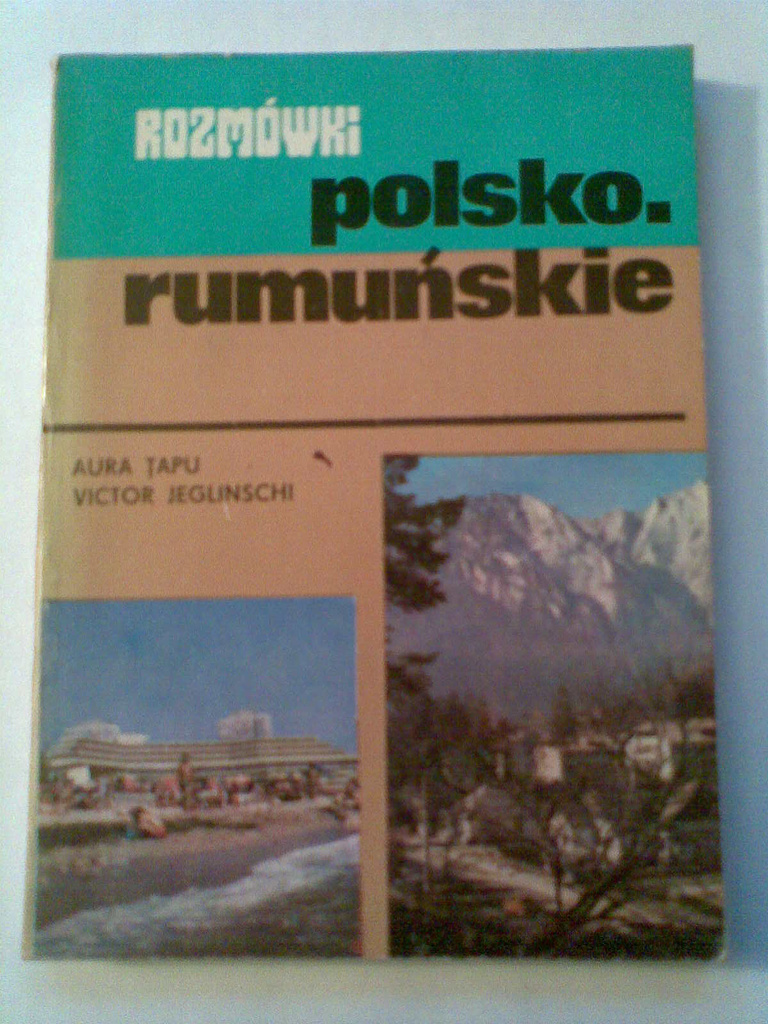 ROZMÓWKi
polsko-
rumuńskie
AURA ȚAPU
VICTOR JEGLINSCHI